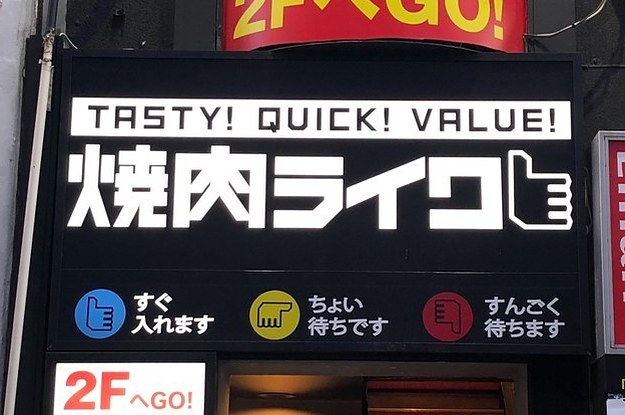 2FへGO!
TASTY! QUICK! VALUE!
焼肉ライク
すぐ
入れます
ちょい
待ちです
すんごく
待ちます
2FへGO!